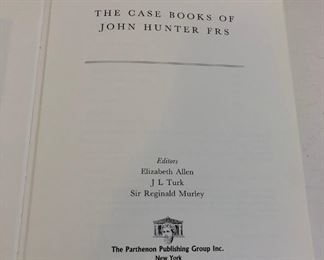 THE CASE BOOKS OF
JOHN HUNTER FRS
Editors
Elizabeth Allen
J L Turk
Sir Reginald Murley
The Parthenon Publishing Group Inc.
New York